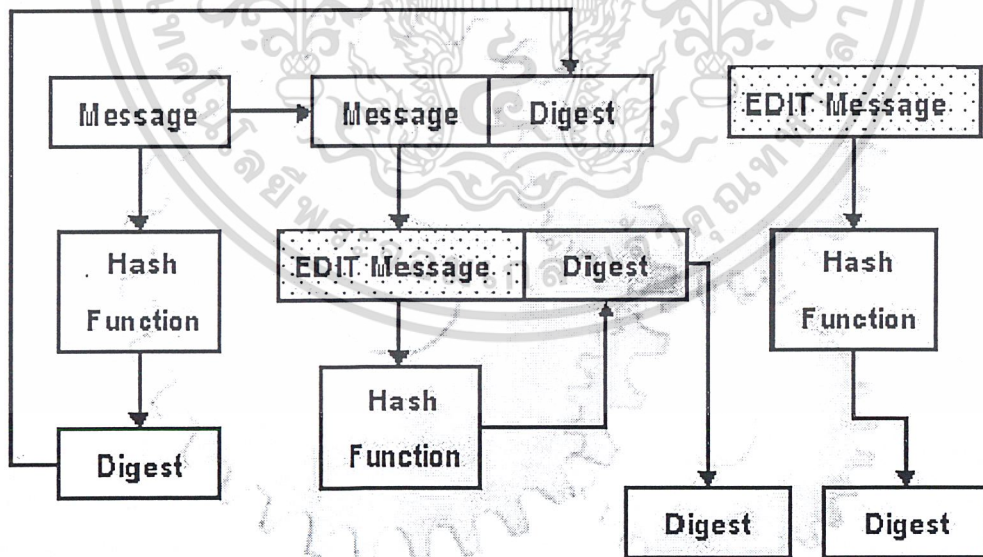 Message
Message
Digest
EDIT Message
Hash
Function
EDIT Message
Digest
Hash
Function
Hash
Function
Digest
Digest
Digest